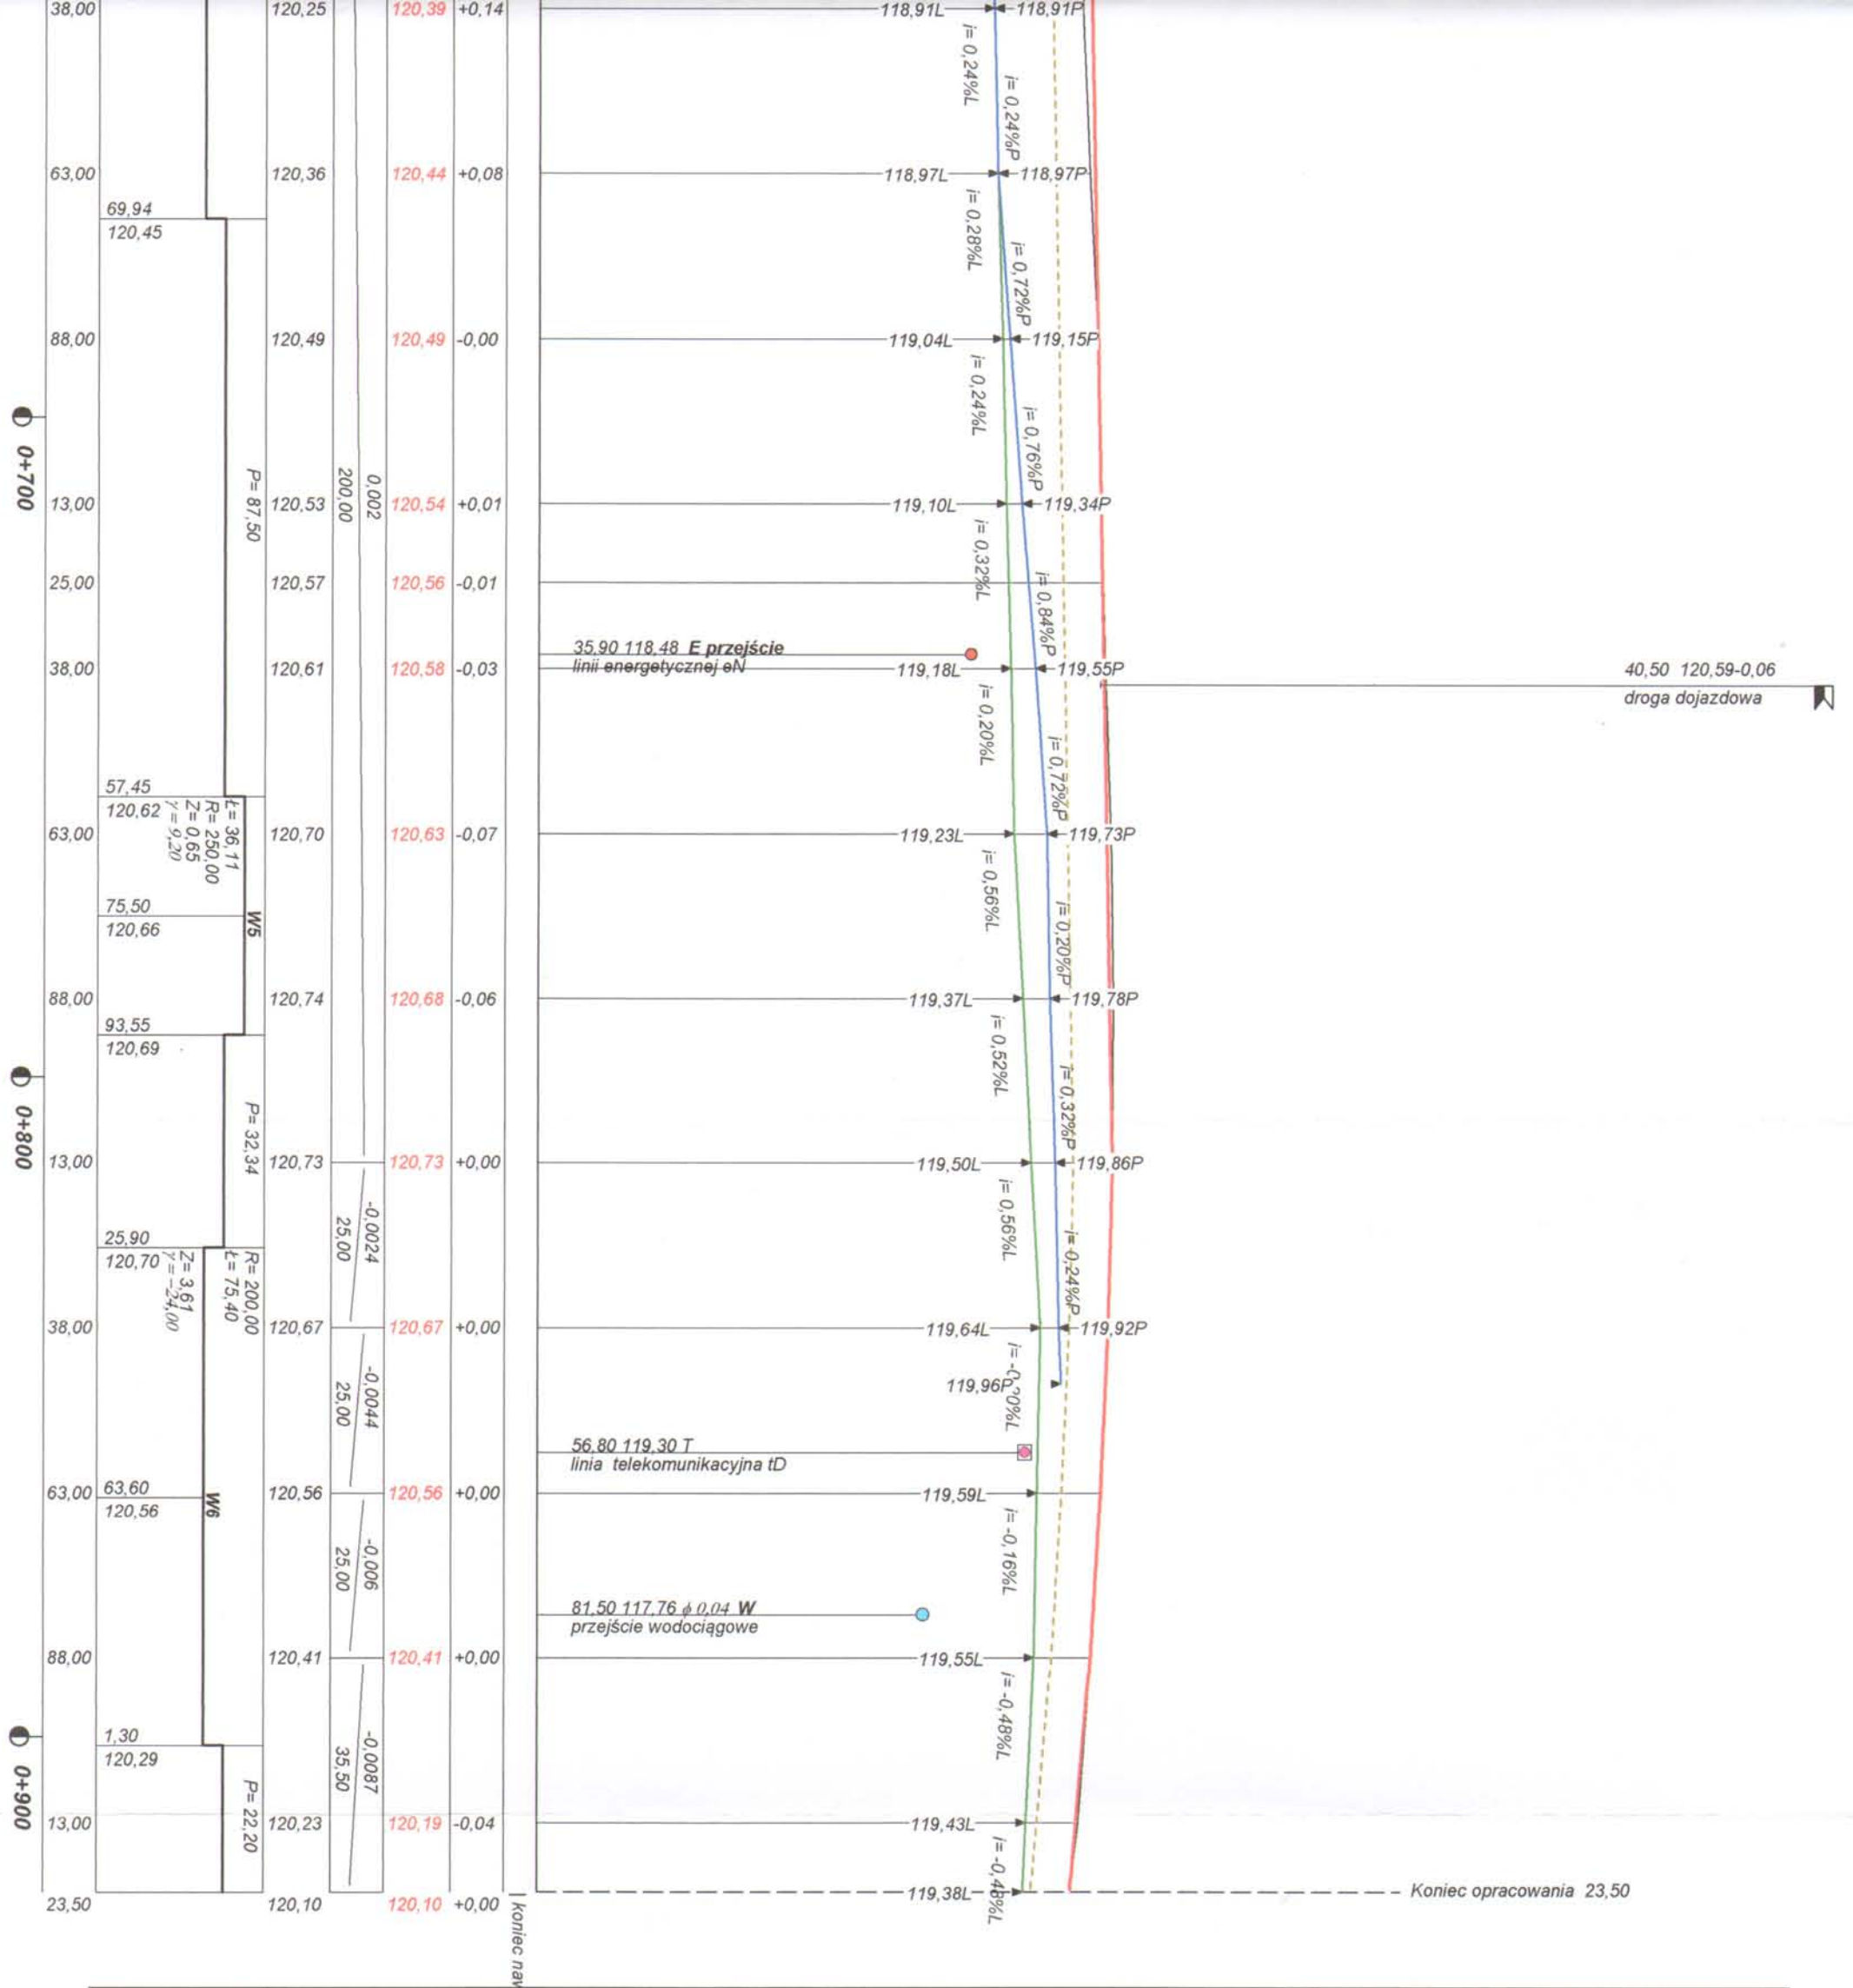 38,00 120,25 120,39 +0,14 118,91L 118,91P
i= 0,24%L
i= 0,24%P
63,00 120,36 120,44 +0,08 118,97L 118,97P
69,94
120,45
i= 0,28%L
i= 0,72%P
88,00 120,49 120,49 -0,00 119,04L 119,15P
i= 0,24%L
i= 0,76%P
0+700
P= 87,50
200,00
0,002
13,00 120,53 120,54 +0,01 119,10L 119,34P
i= 0,32%L
i= 0,84%P
25,00 120,57 120,56 -0,01
35,90 118,48 E przejście
linii energetycznej eN
38,00 120,61 120,58 -0,03 119,18L 119,55P
40,50 120,59-0,06
droga dojazdowa
i= 0,20%L
i= 0,72%P
57,45
120,62
Ł= 36,11
R= 250,00
Z= 0,65
γ= 9,20
63,00 120,70 120,63 -0,07 119,23L 119,73P
i= 0,56%L
i= 0,20%P
75,50
120,66
W5
88,00 120,74 120,68 -0,06 119,37L 119,78P
93,55
120,69
i= 0,52%L
i= 0,32%P
0+800
P= 32,34
13,00 120,73 120,73 +0,00 119,50L 119,86P
-0,0024
25,00
i= 0,56%L
i= 0,24%P
25,90
120,70
R= 200,00
Ł= 75,40
Z= 3,61
γ=-24,00
38,00 120,67 120,67 +0,00 119,64L 119,92P
-0,0044
25,00
i= -0,20%L
119,96P
56,80 119,30 T
linia telekomunikacyjna tD
63,00 120,56 120,56 +0,00 119,59L
63,60
120,56
W6
-0,006
25,00
i= -0,16%L
81,50 117,76 ϕ 0,04 W
przejście wodociągowe
88,00 120,41 120,41 +0,00 119,55L
i= -0,48%L
1,30
120,29
-0,0087
35,50
0+900
P= 22,20
13,00 120,23 120,19 -0,04 119,43L
i= -0,48%L
23,50 120,10 120,10 +0,00 119,38L
Koniec opracowania 23,50
koniec